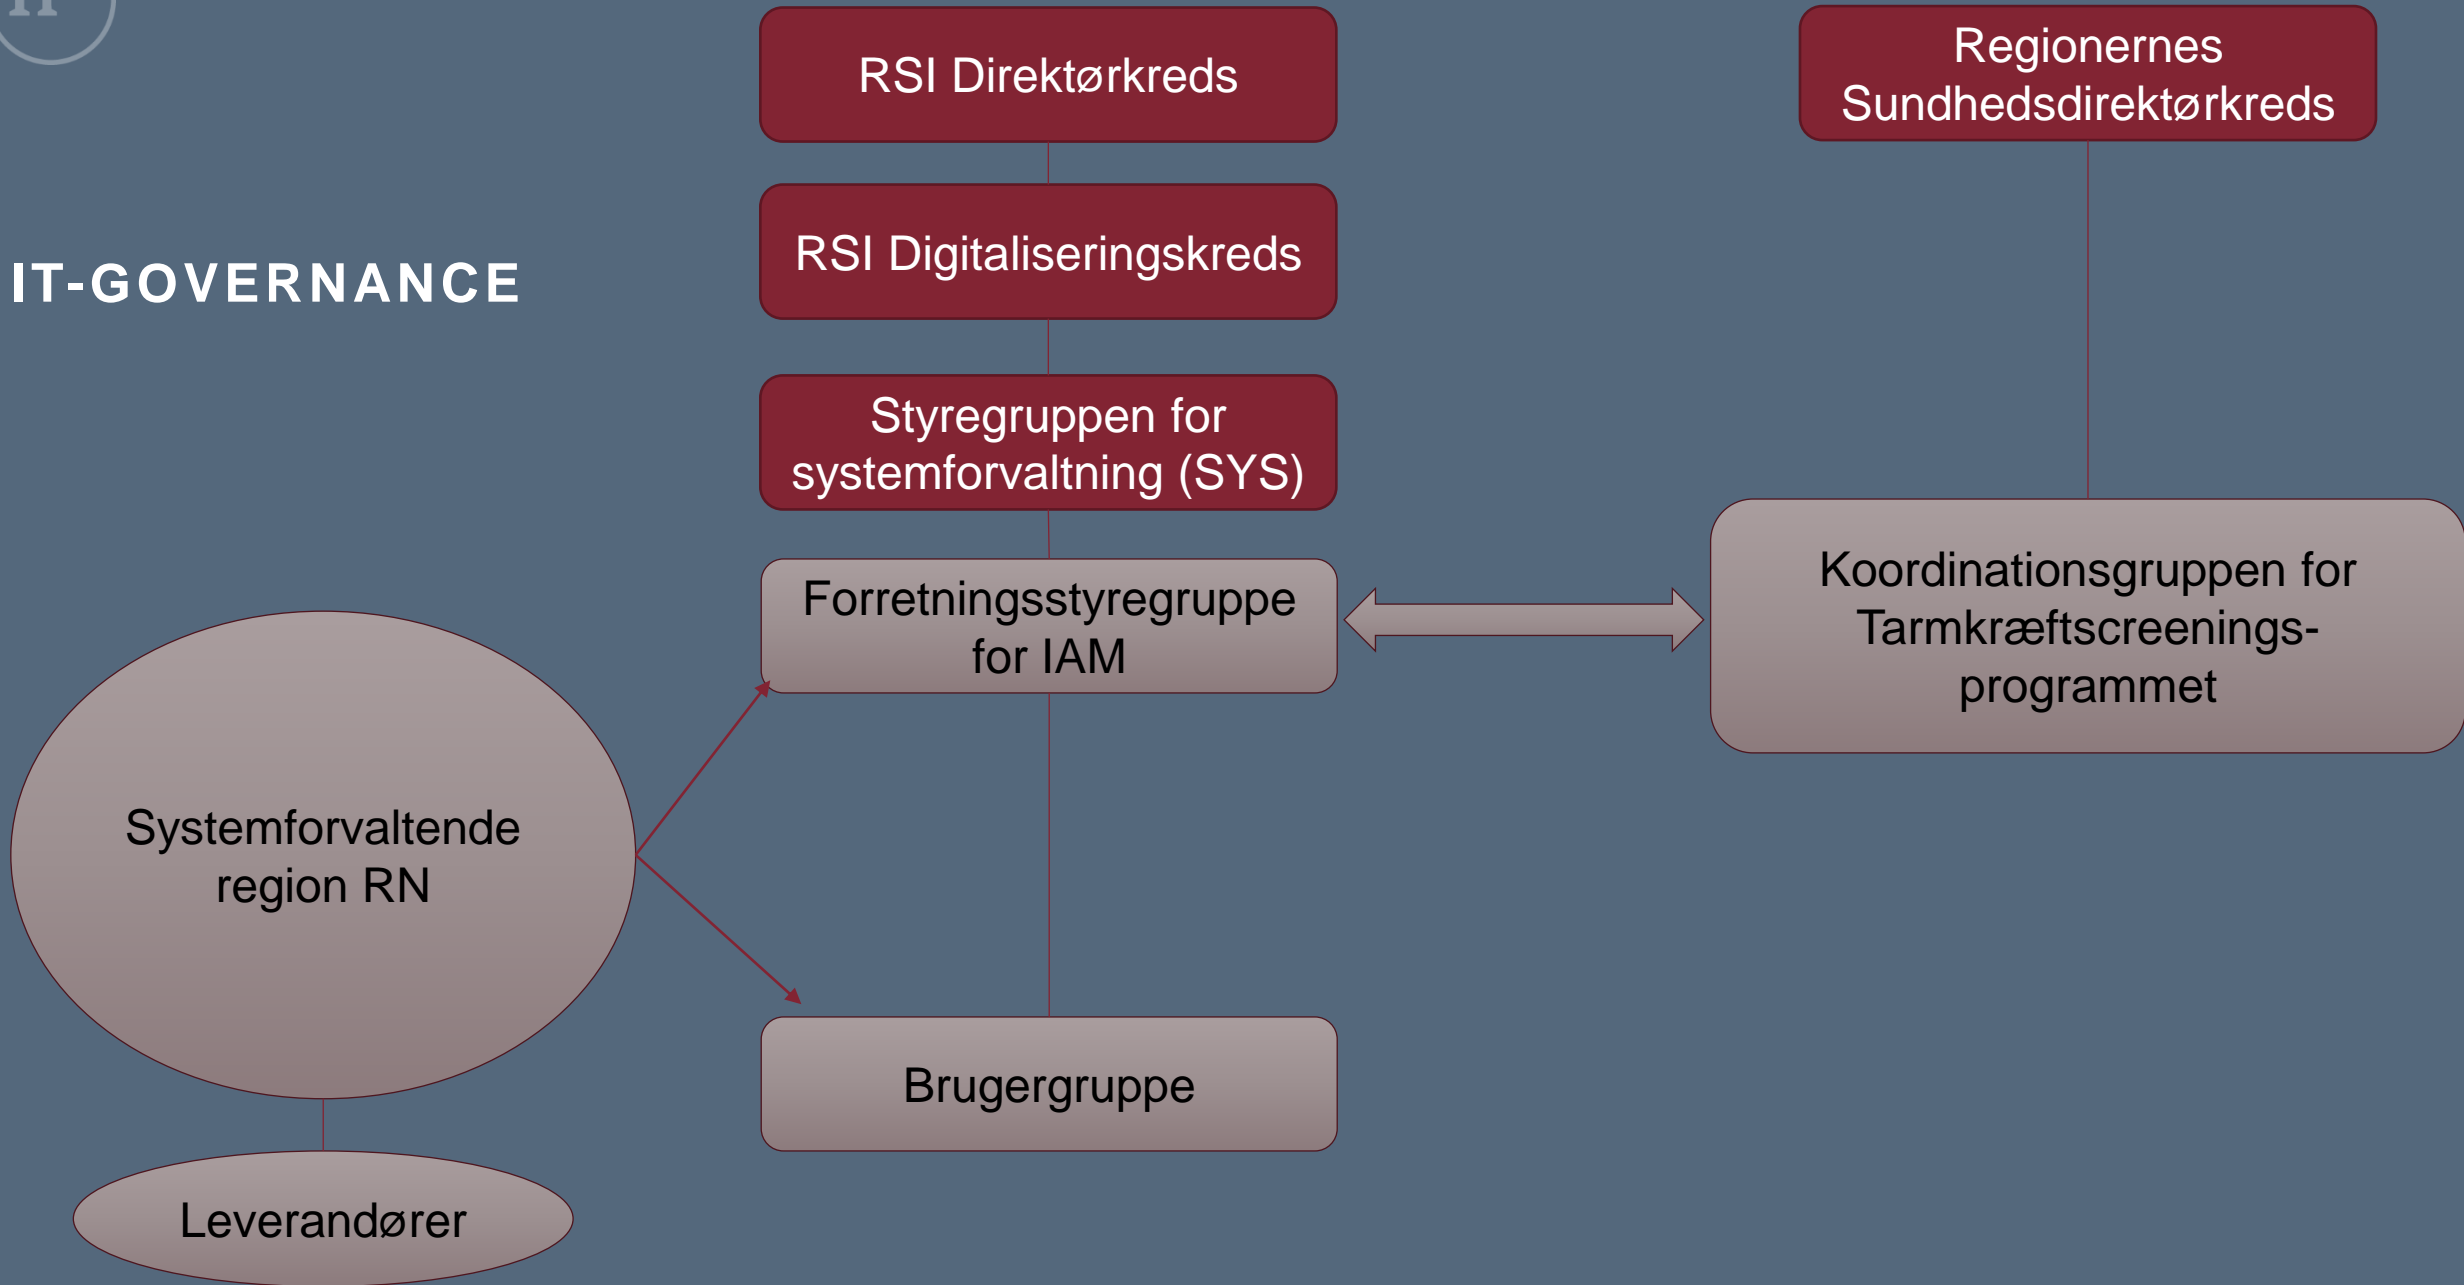 RSI Direktørkreds
Regionernes
Sundhedsdirektørkreds
RSI Digitaliseringskreds
IT-GOVERNANCE
Styregruppen for
systemforvaltning (SYS)
Forretningsstyregruppe
for IAM
Koordinationsgruppen for
Tarmkræftscreenings-
programmet
Systemforvaltende
region RN
Brugergruppe
Leverandører